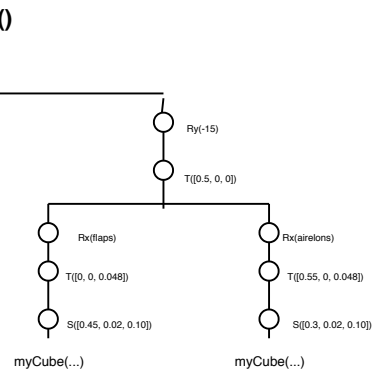 ()
Ry(-15)
T([0.5, 0, 0])
Rx(flaps)
Rx(airelons)
T([0, 0, 0.048])
T([0.55, 0, 0.048])
S([0.45, 0.02, 0.10])
S([0.3, 0.02, 0.10])
myCube(...)
myCube(...)